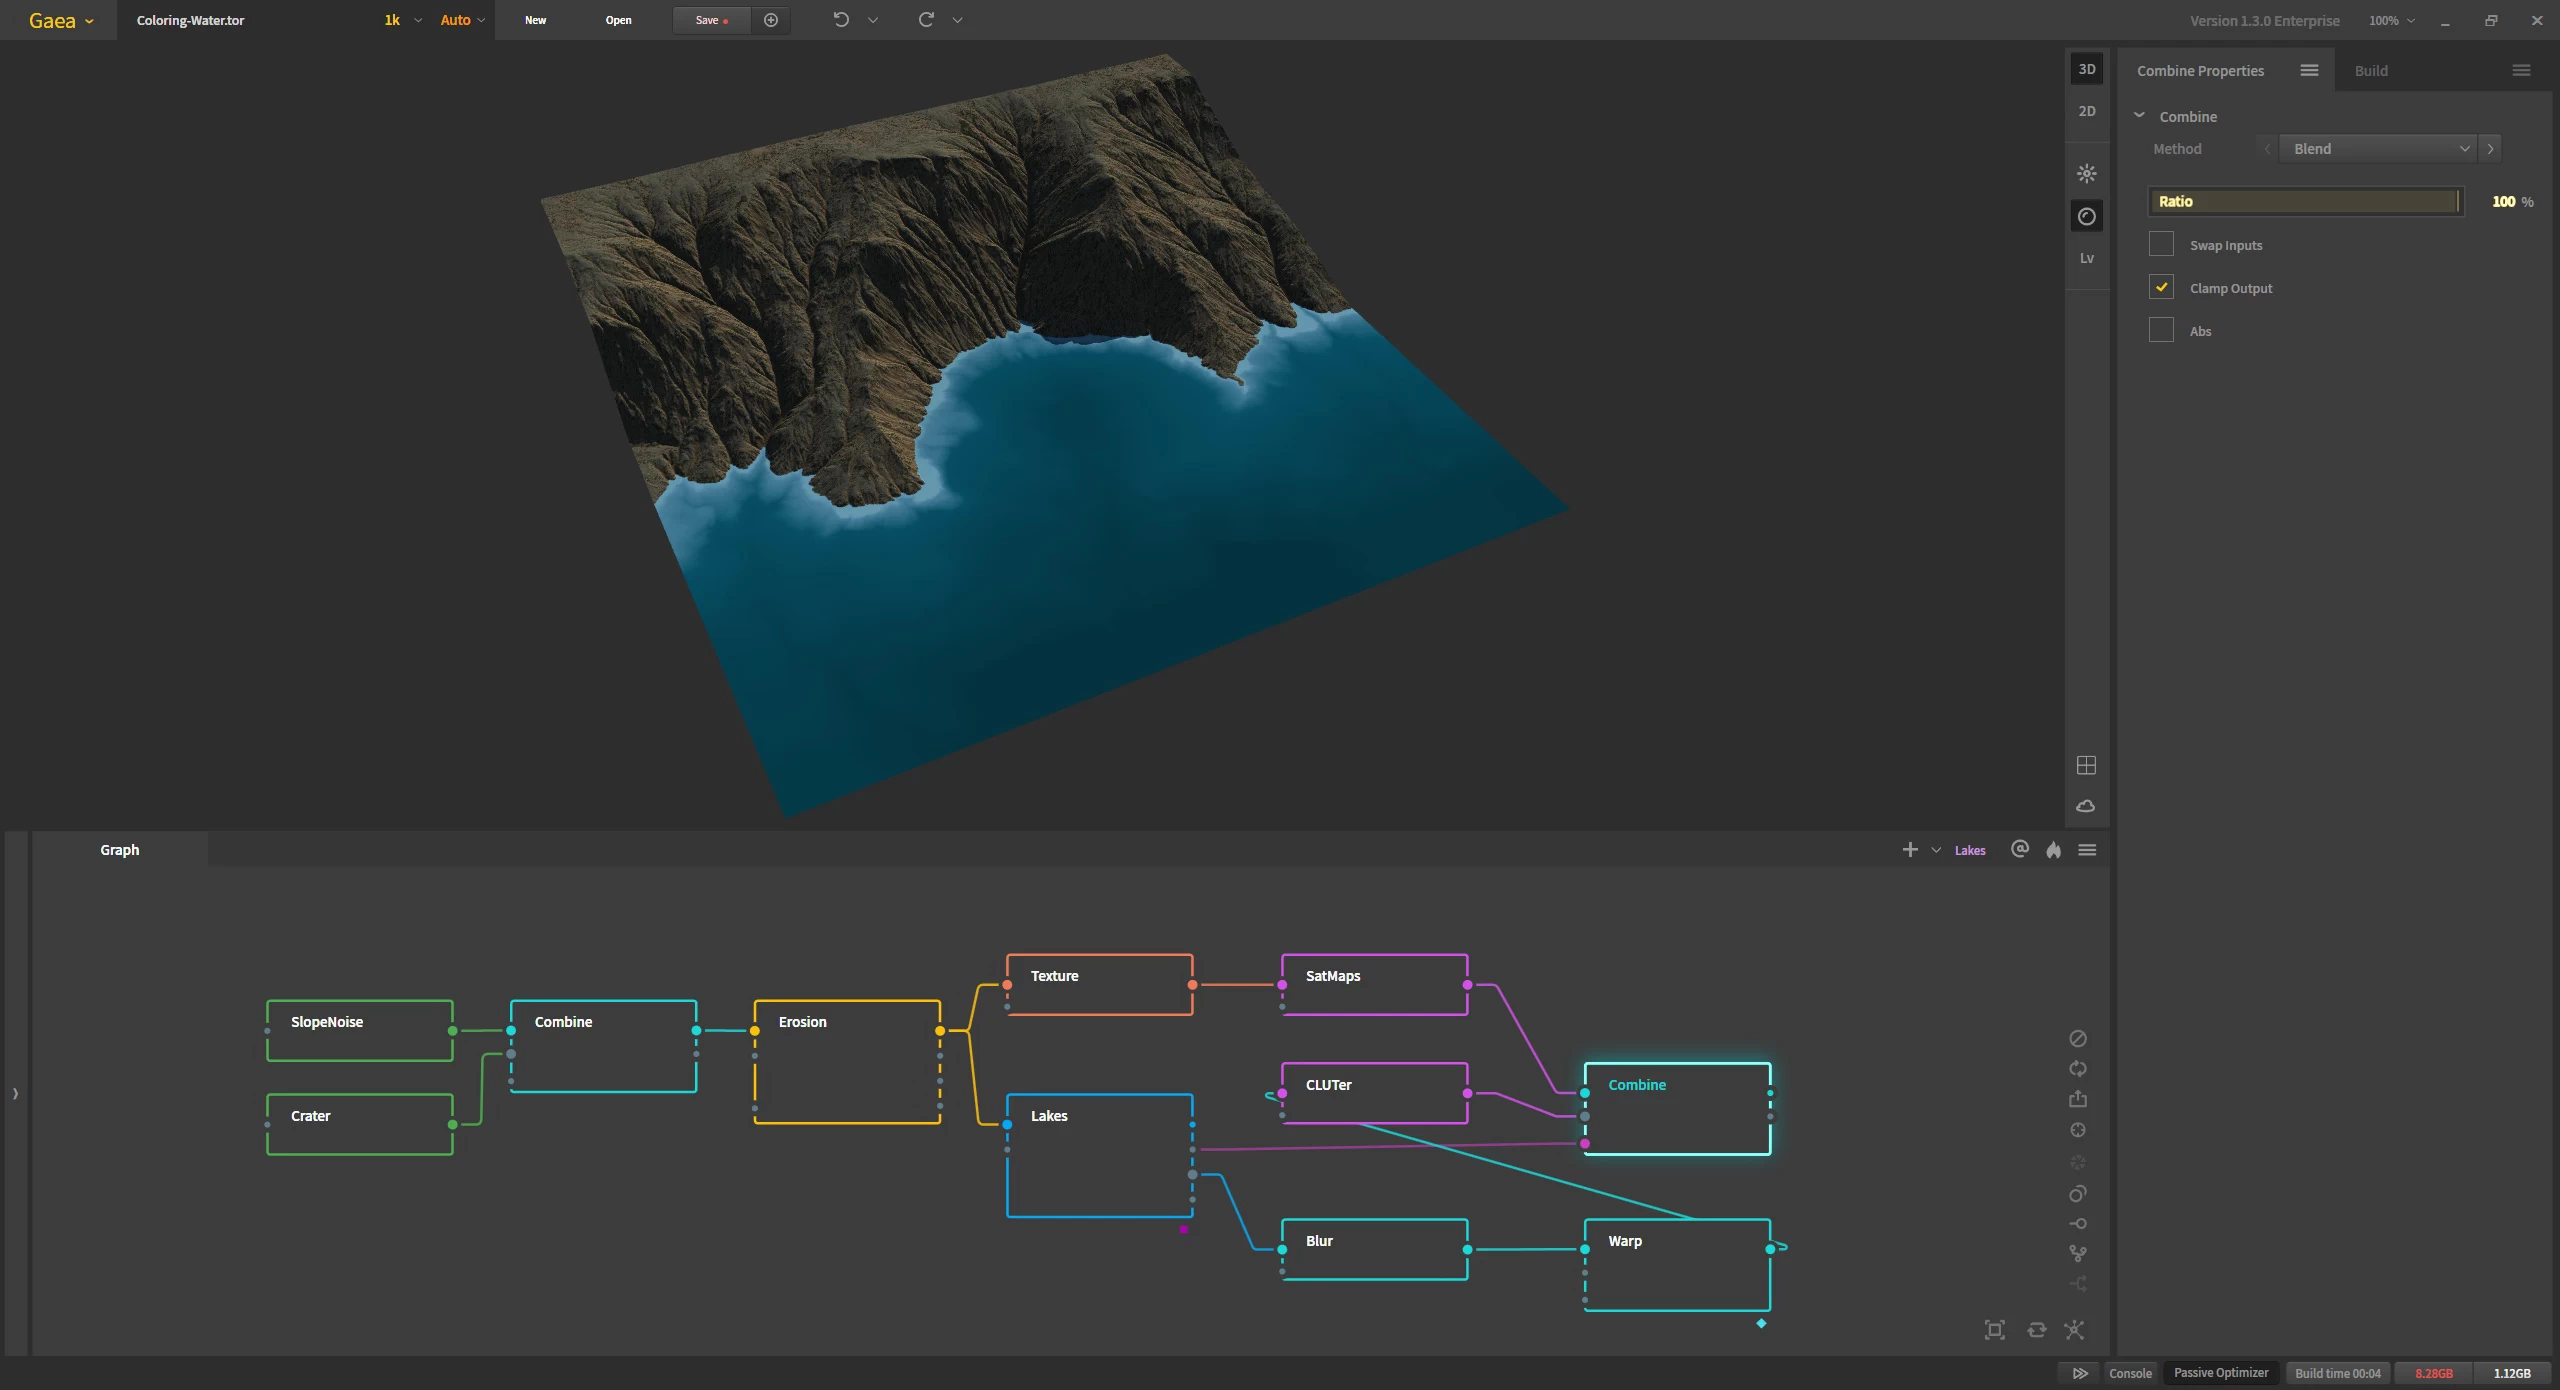 Gaea
Coloring-Water.tor
1k
Auto
New
Open
Save
Version 1.3.0 Enterprise
100%
3D
2D
Lv
Combine Properties
Build
Combine
Method
Blend
Ratio
100 %
Swap Inputs
Clamp Output
Abs
Graph
Lakes
Texture
SatMaps
SlopeNoise
Combine
Erosion
CLUTer
Combine
Crater
Lakes
Blur
Warp
Console
Passive Optimizer
Build time 00:04
8.28GB
1.12GB